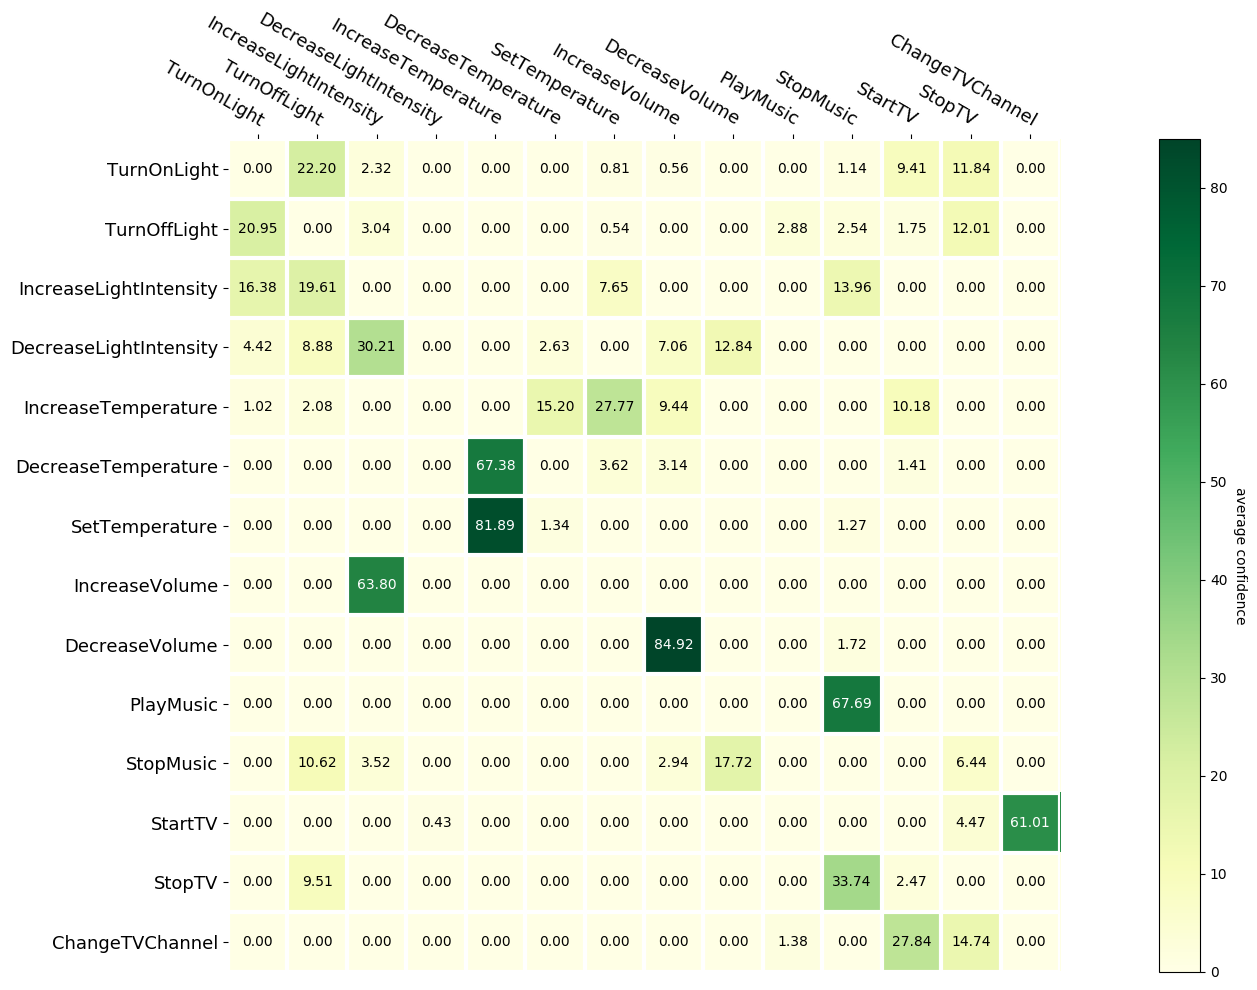 TurnOnLight
TurnOffLight
IncreaseLightIntensity
DecreaseLightIntensity
IncreaseTemperature
DecreaseTemperature
SetTemperature
IncreaseVolume
DecreaseVolume
PlayMusic
StopMusic
StartTV
StopTV
ChangeTVChannel
TurnOnLight 0.00 22.20 2.32 0.00 0.00 0.00 0.81 0.56 0.00 0.00 1.14 9.41 11.84 0.00
TurnOffLight 20.95 0.00 3.04 0.00 0.00 0.00 0.54 0.00 0.00 2.88 2.54 1.75 12.01 0.00
IncreaseLightIntensity 16.38 19.61 0.00 0.00 0.00 0.00 7.65 0.00 0.00 0.00 13.96 0.00 0.00 0.00
DecreaseLightIntensity 4.42 8.88 30.21 0.00 0.00 2.63 0.00 7.06 12.84 0.00 0.00 0.00 0.00 0.00
IncreaseTemperature 1.02 2.08 0.00 0.00 0.00 15.20 27.77 9.44 0.00 0.00 0.00 10.18 0.00 0.00
DecreaseTemperature 0.00 0.00 0.00 0.00 67.38 0.00 3.62 3.14 0.00 0.00 0.00 1.41 0.00 0.00
SetTemperature 0.00 0.00 0.00 0.00 81.89 1.34 0.00 0.00 0.00 0.00 1.27 0.00 0.00 0.00
IncreaseVolume 0.00 0.00 63.80 0.00 0.00 0.00 0.00 0.00 0.00 0.00 0.00 0.00 0.00 0.00
DecreaseVolume 0.00 0.00 0.00 0.00 0.00 0.00 0.00 84.92 0.00 0.00 1.72 0.00 0.00 0.00
PlayMusic 0.00 0.00 0.00 0.00 0.00 0.00 0.00 0.00 0.00 0.00 67.69 0.00 0.00 0.00
StopMusic 0.00 10.62 3.52 0.00 0.00 0.00 0.00 2.94 17.72 0.00 0.00 0.00 6.44 0.00
StartTV 0.00 0.00 0.00 0.43 0.00 0.00 0.00 0.00 0.00 0.00 0.00 0.00 4.47 61.01
StopTV 0.00 9.51 0.00 0.00 0.00 0.00 0.00 0.00 0.00 0.00 33.74 2.47 0.00 0.00
ChangeTVChannel 0.00 0.00 0.00 0.00 0.00 0.00 0.00 0.00 0.00 1.38 0.00 27.84 14.74 0.00
80
70
60
50
40
30
20
10
0
average confidence